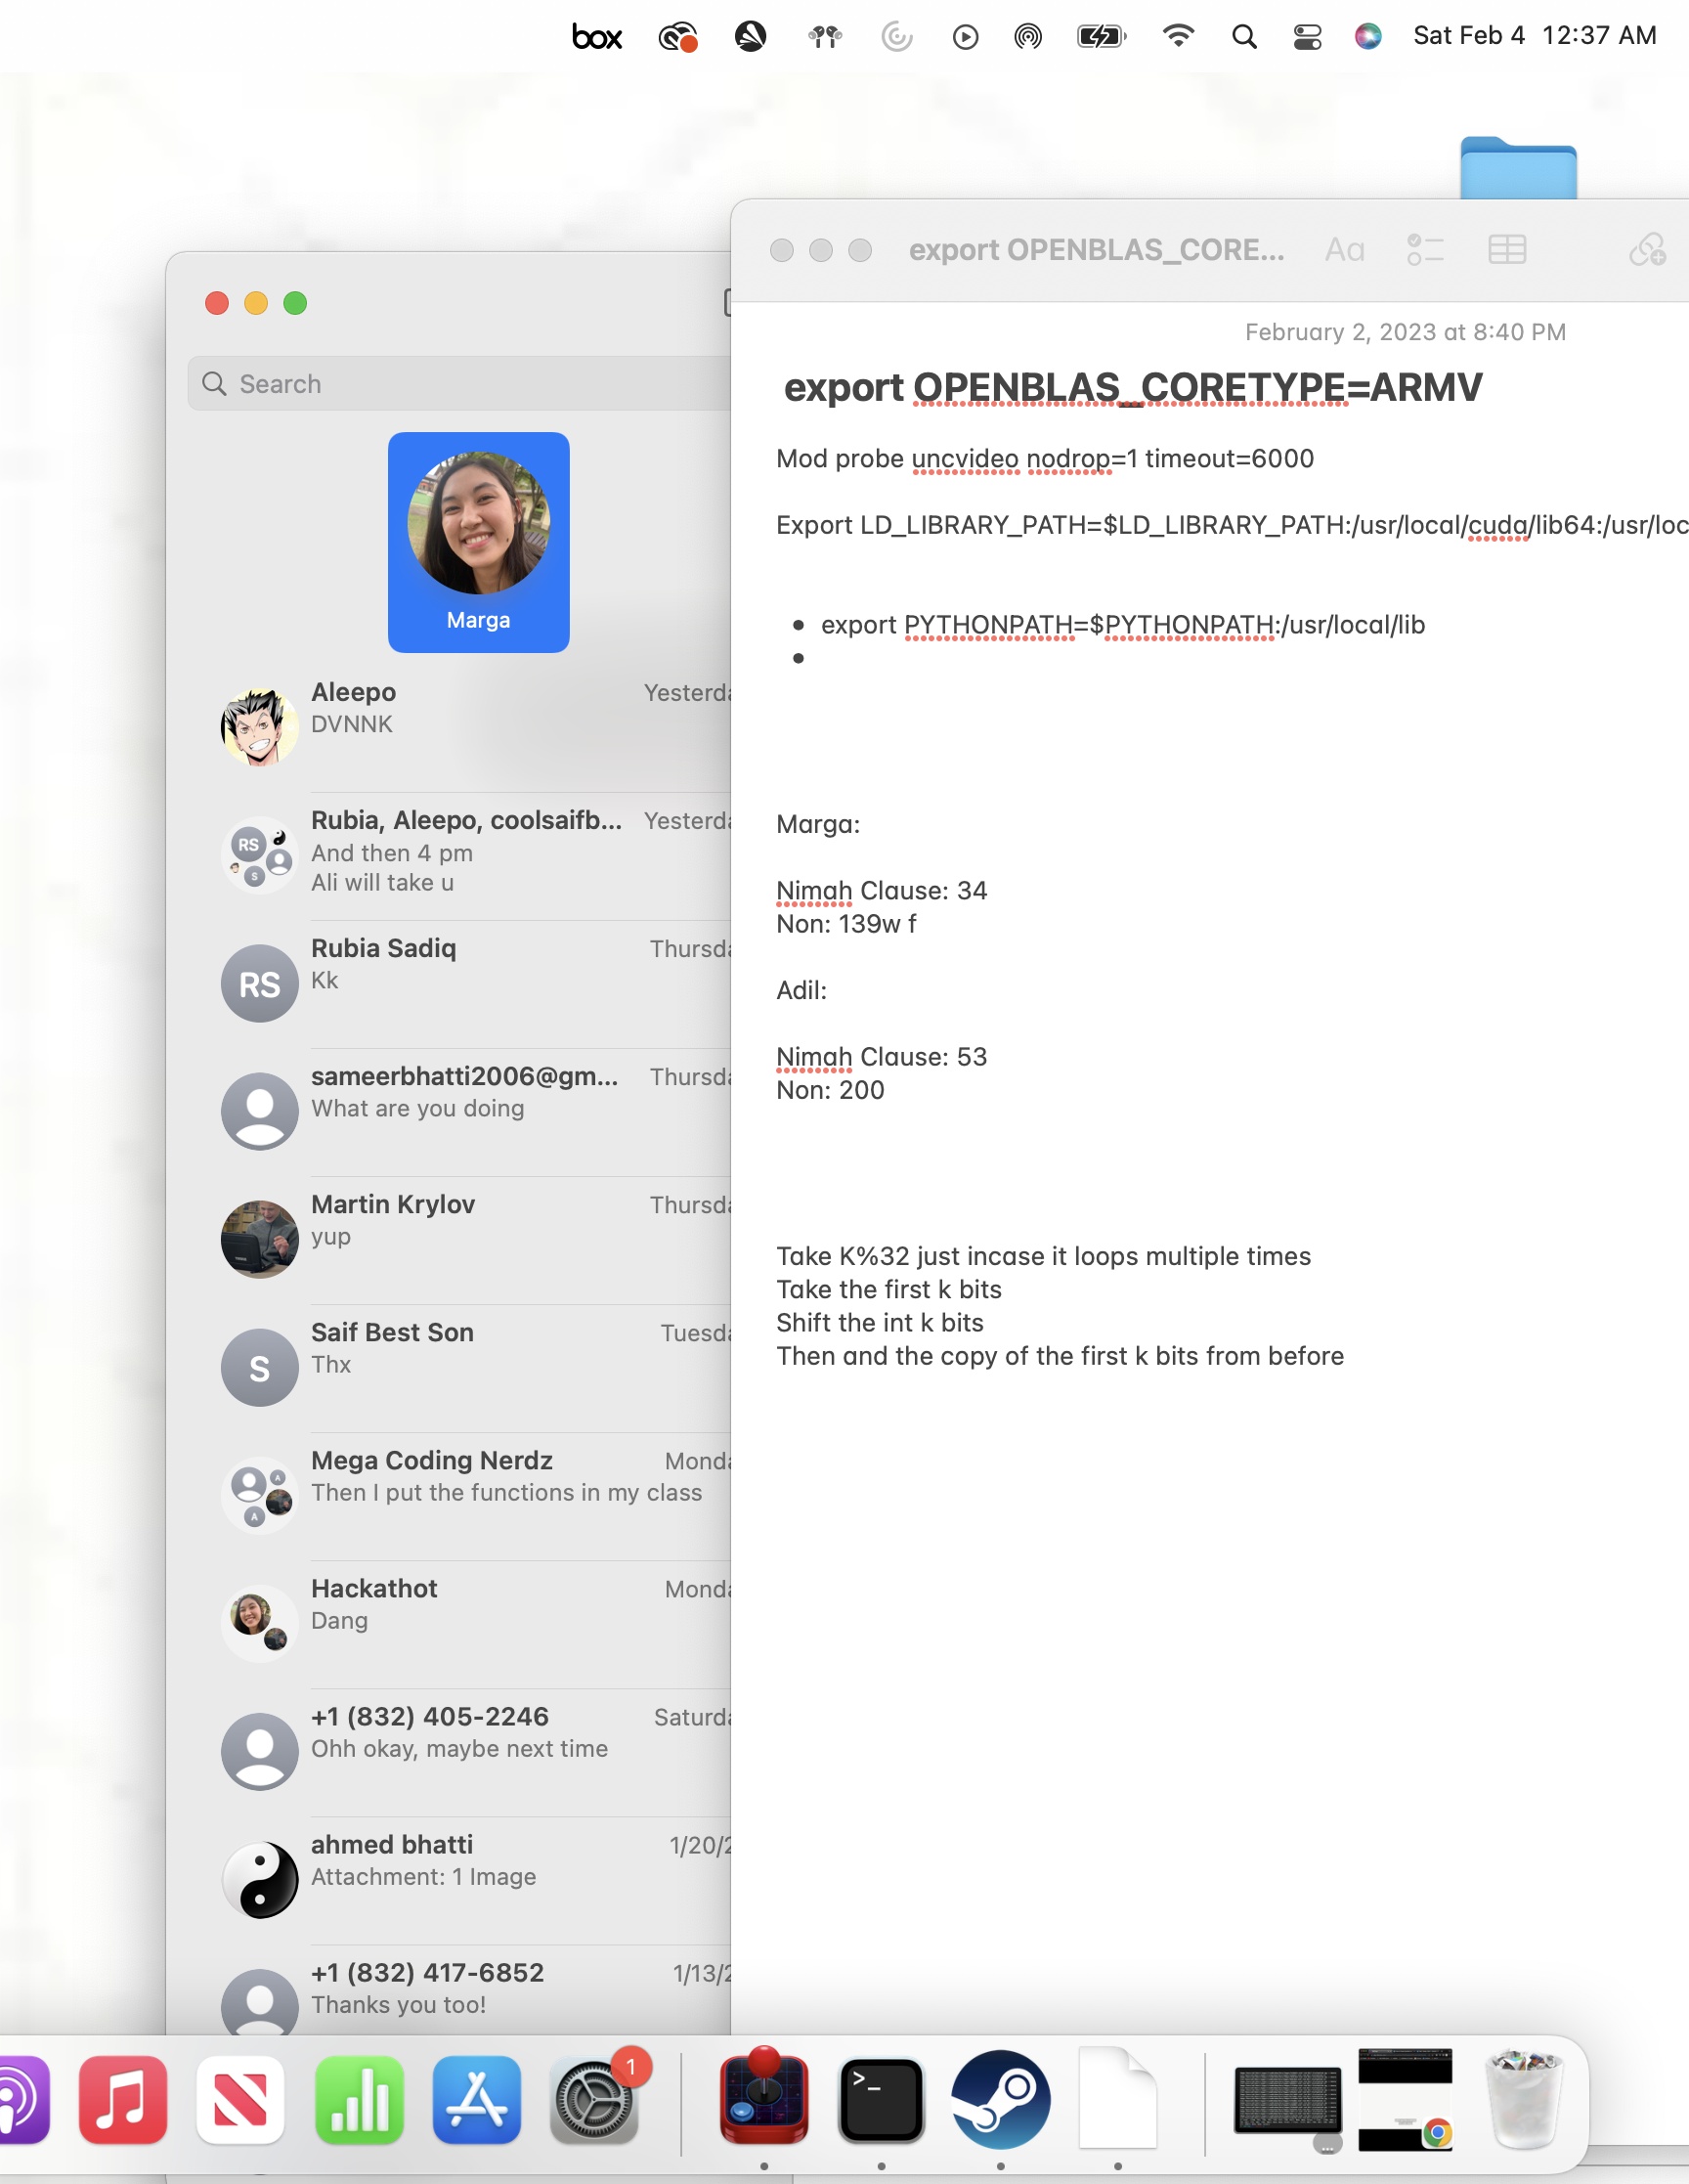 box
Sat Feb 4 12:37 AM
export OPENBLAS_CORE...
Aa
Search
Marga
Aleepo
Yesterda
DVNNK
Rubia, Aleepo, coolsaifb...
Yesterda
And then 4 pm
Ali will take u
RS
S
Rubia Sadiq
Thursda
Kk
RS
sameerbhatti2006@gm...
Thursda
What are you doing
Martin Krylov
Thursda
yup
Saif Best Son
Tuesda
Thx
S
Mega Coding Nerdz
Monda
Then I put the functions in my class
A
A
Hackathot
Monda
Dang
+1 (832) 405-2246
Saturda
Ohh okay, maybe next time
ahmed bhatti
1/20/2
Attachment: 1 Image
+1 (832) 417-6852
1/13/2
Thanks you too!
February 2, 2023 at 8:40 PM
export OPENBLAS_CORETYPE=ARMV
Mod probe uncvideo nodrop=1 timeout=6000
Export LD_LIBRARY_PATH=$LD_LIBRARY_PATH:/usr/local/cuda/lib64:/usr/loc
• export PYTHONPATH=$PYTHONPATH:/usr/local/lib
•
Marga:
Nimah Clause: 34
Non: 139w f
Adil:
Nimah Clause: 53
Non: 200
Take K%32 just incase it loops multiple times
Take the first k bits
Shift the int k bits
Then and the copy of the first k bits from before
1
>_